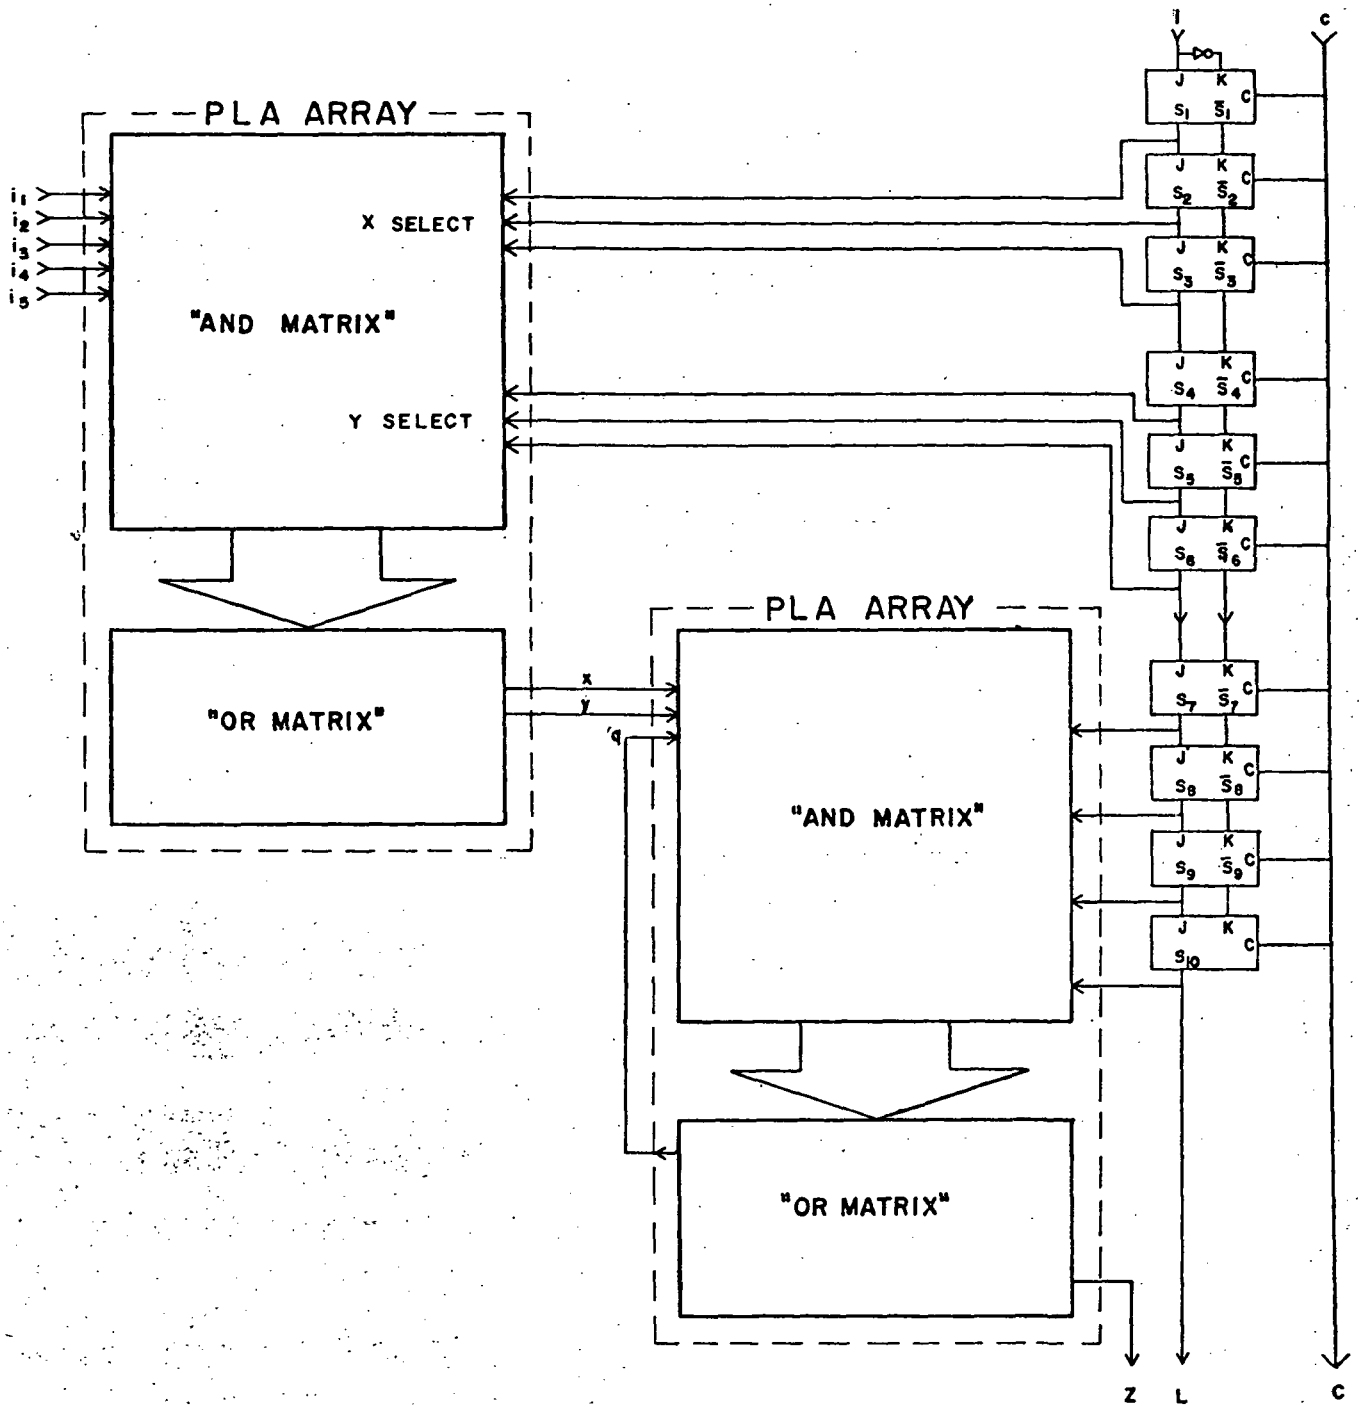 I C
J K
C
S1 S̄1
PLA ARRAY
J K
C
S2 S̄2
i1
i2
i3
i4
i5
X SELECT
J K
C
S3 S̄3
"AND MATRIX"
J K
C
S4 S̄4
Y SELECT
J K
C
S5 S̄5
J K
C
S6 S̄6
PLA ARRAY
J K
C
S7 S̄7
x
y
q
"OR MATRIX"
J K
C
S8 S̄8
"AND MATRIX"
J K
C
S9 S̄9
J K
C
S10
"OR MATRIX"
Z L C